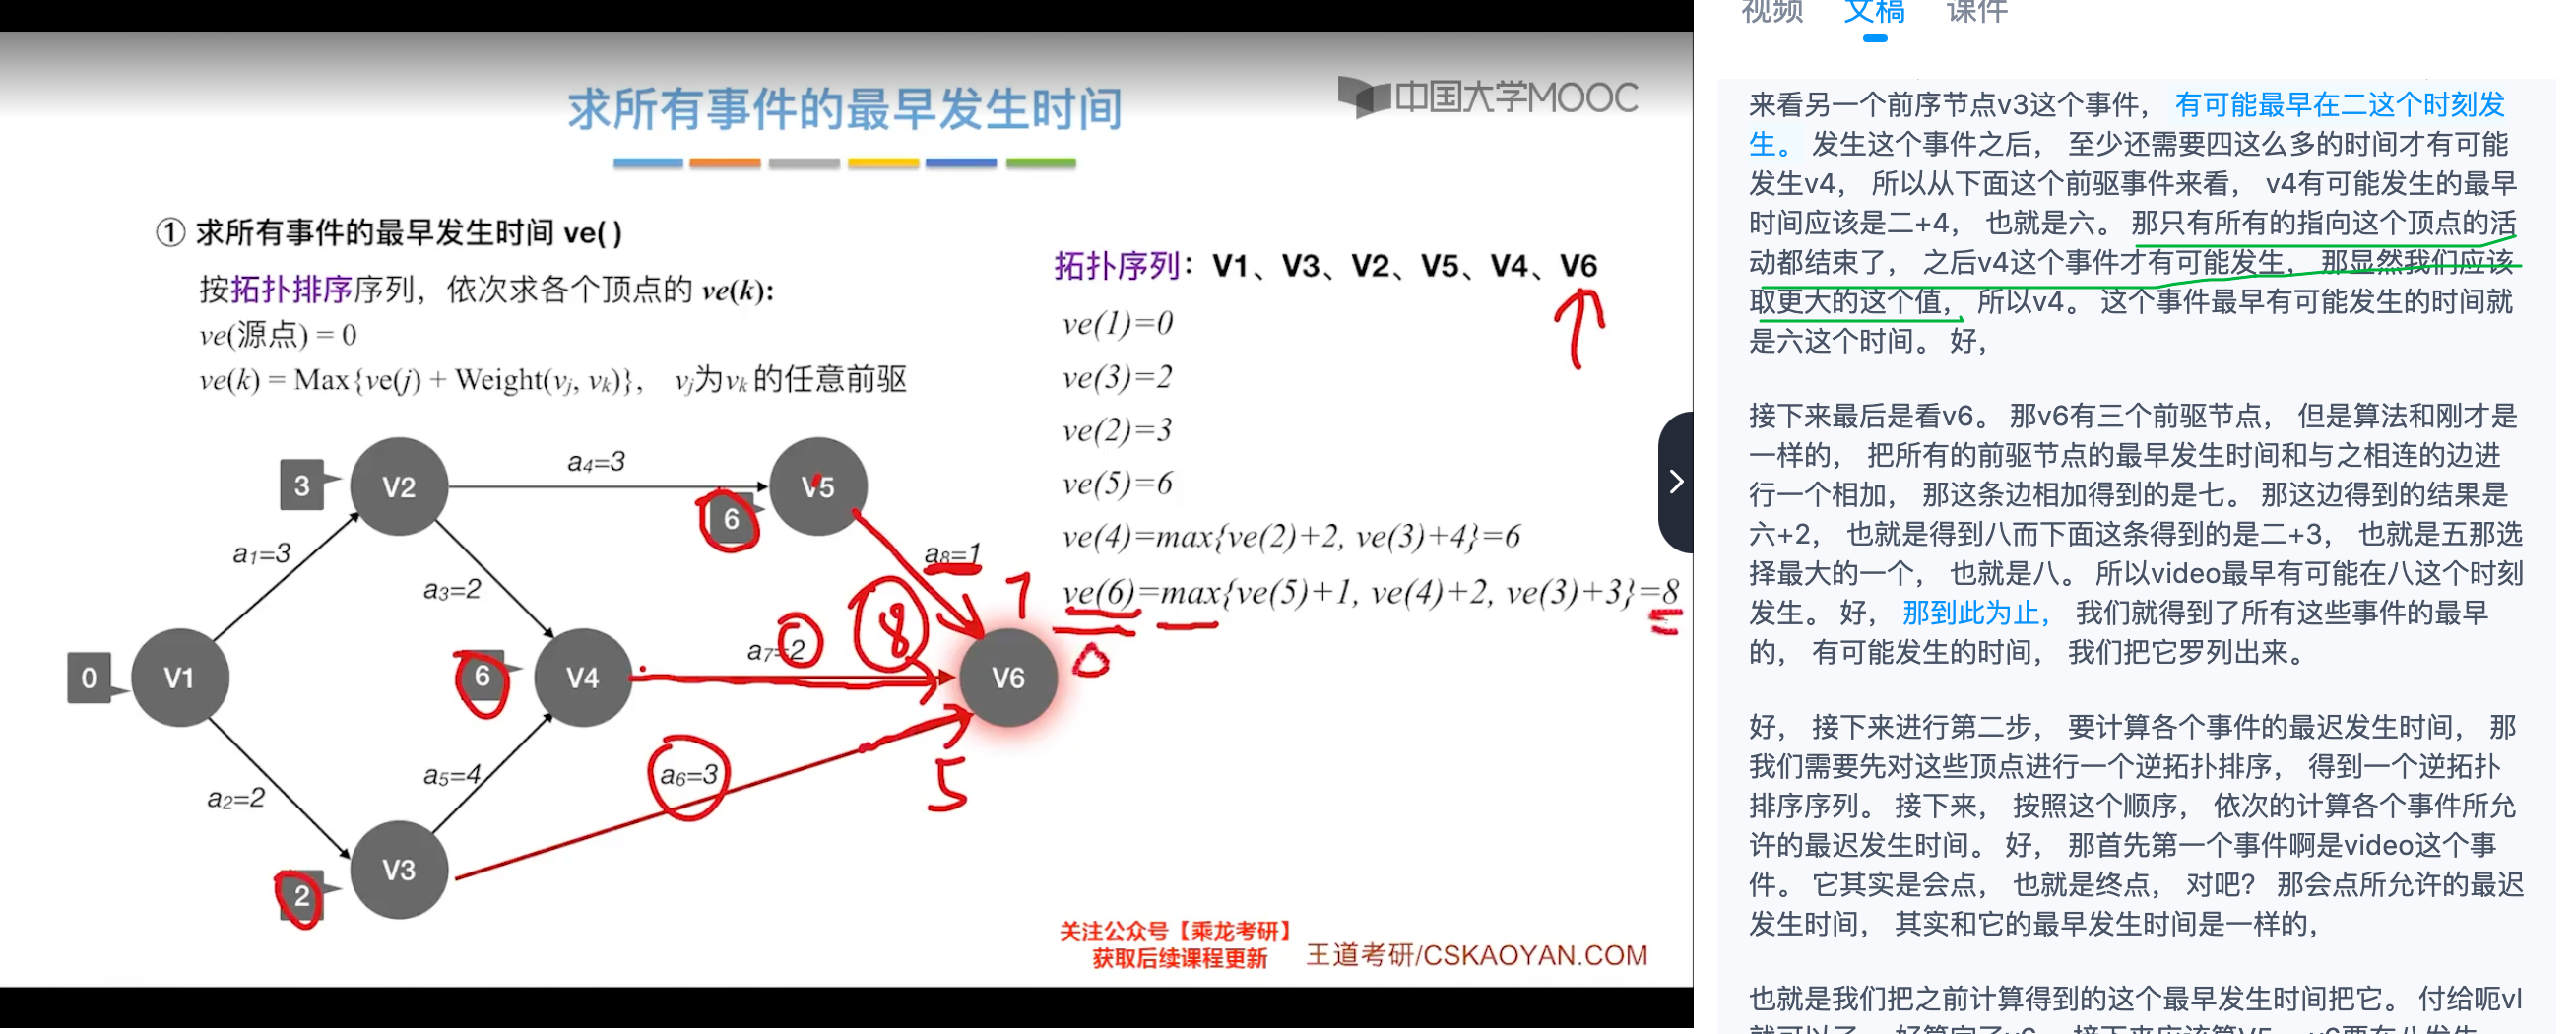 求所有事件的最早发生时间
中国大学MOOC
① 求所有事件的最早发生时间 ve( )
按拓扑排序序列，依次求各个顶点的 ve(k):
ve(源点) = 0
ve(k) = Max{ve(j) + Weight(vj, vk)}， vj为vk 的任意前驱
拓扑序列：V1、V3、V2、V5、V4、V6
ve(1)=0
ve(3)=2
ve(2)=3
ve(5)=6
ve(4)=max{ve(2)+2, ve(3)+4}=6
ve(6)=max{ve(5)+1, ve(4)+2, ve(3)+3}=8
3
V2
a4=3
V5
6
a1=3
a3=2
a8=1
7
8
0
V1
6
V4
a7=2
V6
a2=2
a5=4
a6=3
5
V3
2
关注公众号【乘龙考研】
获取后续课程更新
王道考研/CSKAOYAN.COM
视频 文稿 课件
来看另一个前序节点v3这个事件， 有可能最早在二这个时刻发
生。 发生这个事件之后， 至少还需要四这么多的时间才有可能
发生v4， 所以从下面这个前驱事件来看， v4有可能发生的最早
时间应该是二+4， 也就是六。 那只有所有的指向这个顶点的活
动都结束了， 之后v4这个事件才有可能发生， 那显然我们应该
取更大的这个值， 所以v4。 这个事件最早有可能发生的时间就
是六这个时间。 好，
接下来最后是看v6。 那v6有三个前驱节点， 但是算法和刚才是
一样的， 把所有的前驱节点的最早发生时间和与之相连的边进
行一个相加， 那这条边相加得到的是七。 那这边得到的结果是
六+2， 也就是得到八而下面这条得到的是二+3， 也就是五那选
择最大的一个， 也就是八。 所以video最早有可能在八这个时刻
发生。 好， 那到此为止， 我们就得到了所有这些事件的最早
的， 有可能发生的时间， 我们把它罗列出来。
好， 接下来进行第二步， 要计算各个事件的最迟发生时间， 那
我们需要先对这些顶点进行一个逆拓扑排序， 得到一个逆拓扑
排序序列。 接下来， 按照这个顺序， 依次的计算各个事件所允
许的最迟发生时间。 好， 那首先第一个事件啊是video这个事
件。 它其实是会点， 也就是终点， 对吧? 那会点所允许的最迟
发生时间， 其实和它的最早发生时间是一样的，
也就是我们把之前计算得到的这个最早发生时间把它。 付给呃vl